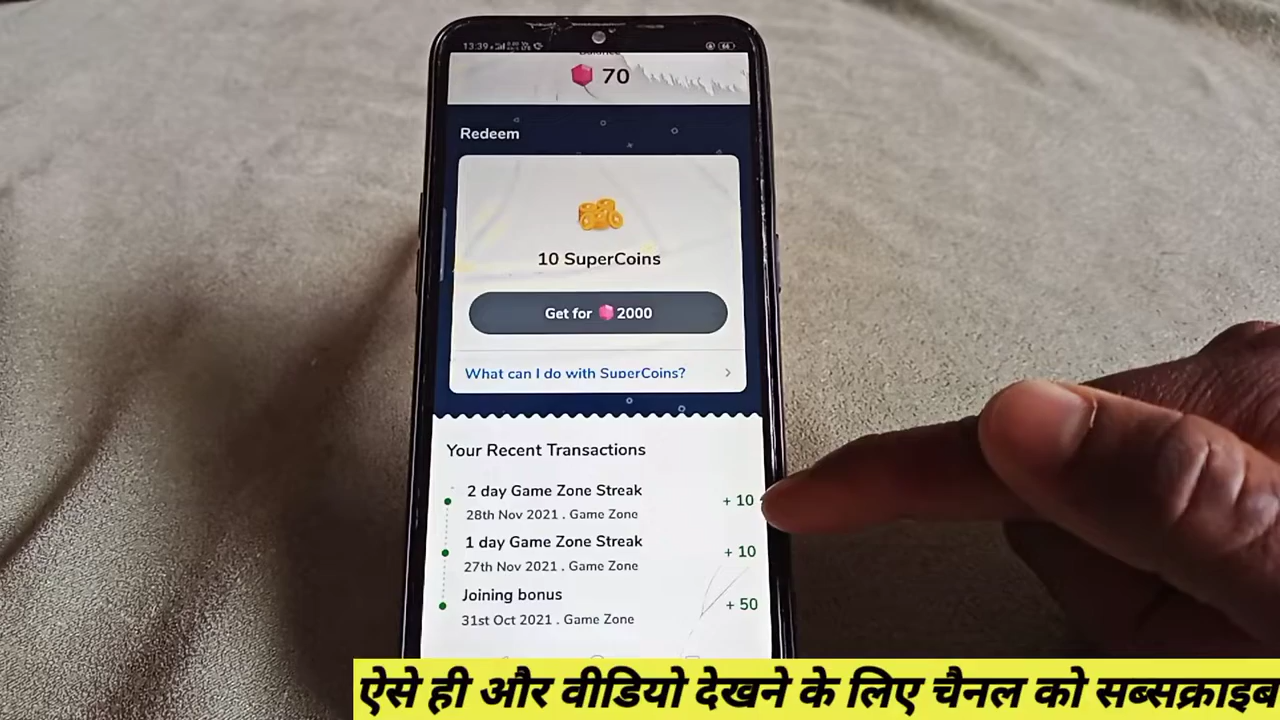 13:39
70
Redeem
10 SuperCoins
Get for 2000
What can I do with SuperCoins? >
Your Recent Transactions
2 day Game Zone Streak
+ 10
28th Nov 2021 . Game Zone
1 day Game Zone Streak
+ 10
27th Nov 2021 . Game Zone
Joining bonus
+ 50
31st Oct 2021 . Game Zone
ऐसे ही और वीडियो देखने के लिए चैनल को सब्सक्राइब